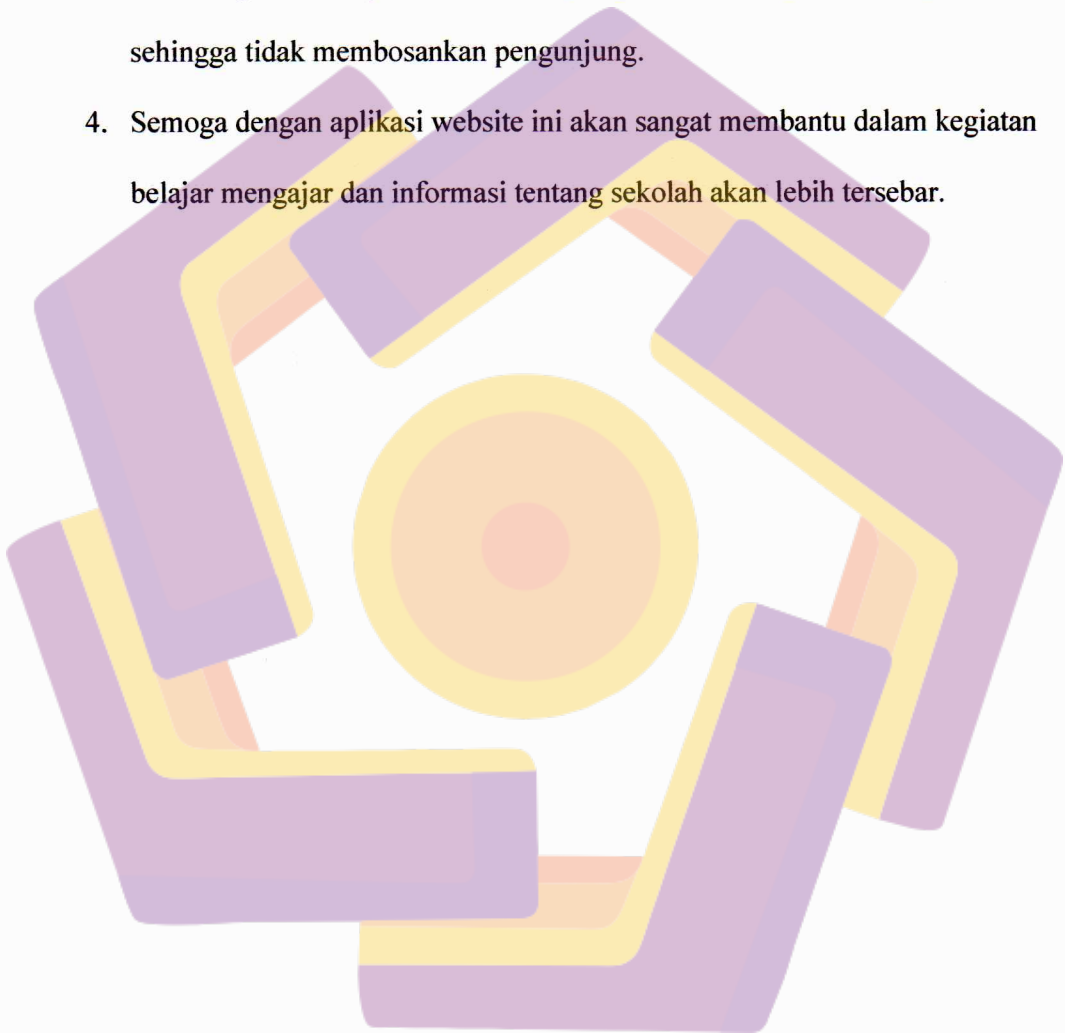 sehingga tidak membosankan pengunjung.
4. Semoga dengan aplikasi website ini akan sangat membantu dalam kegiatan
belajar mengajar dan informasi tentang sekolah akan lebih tersebar.